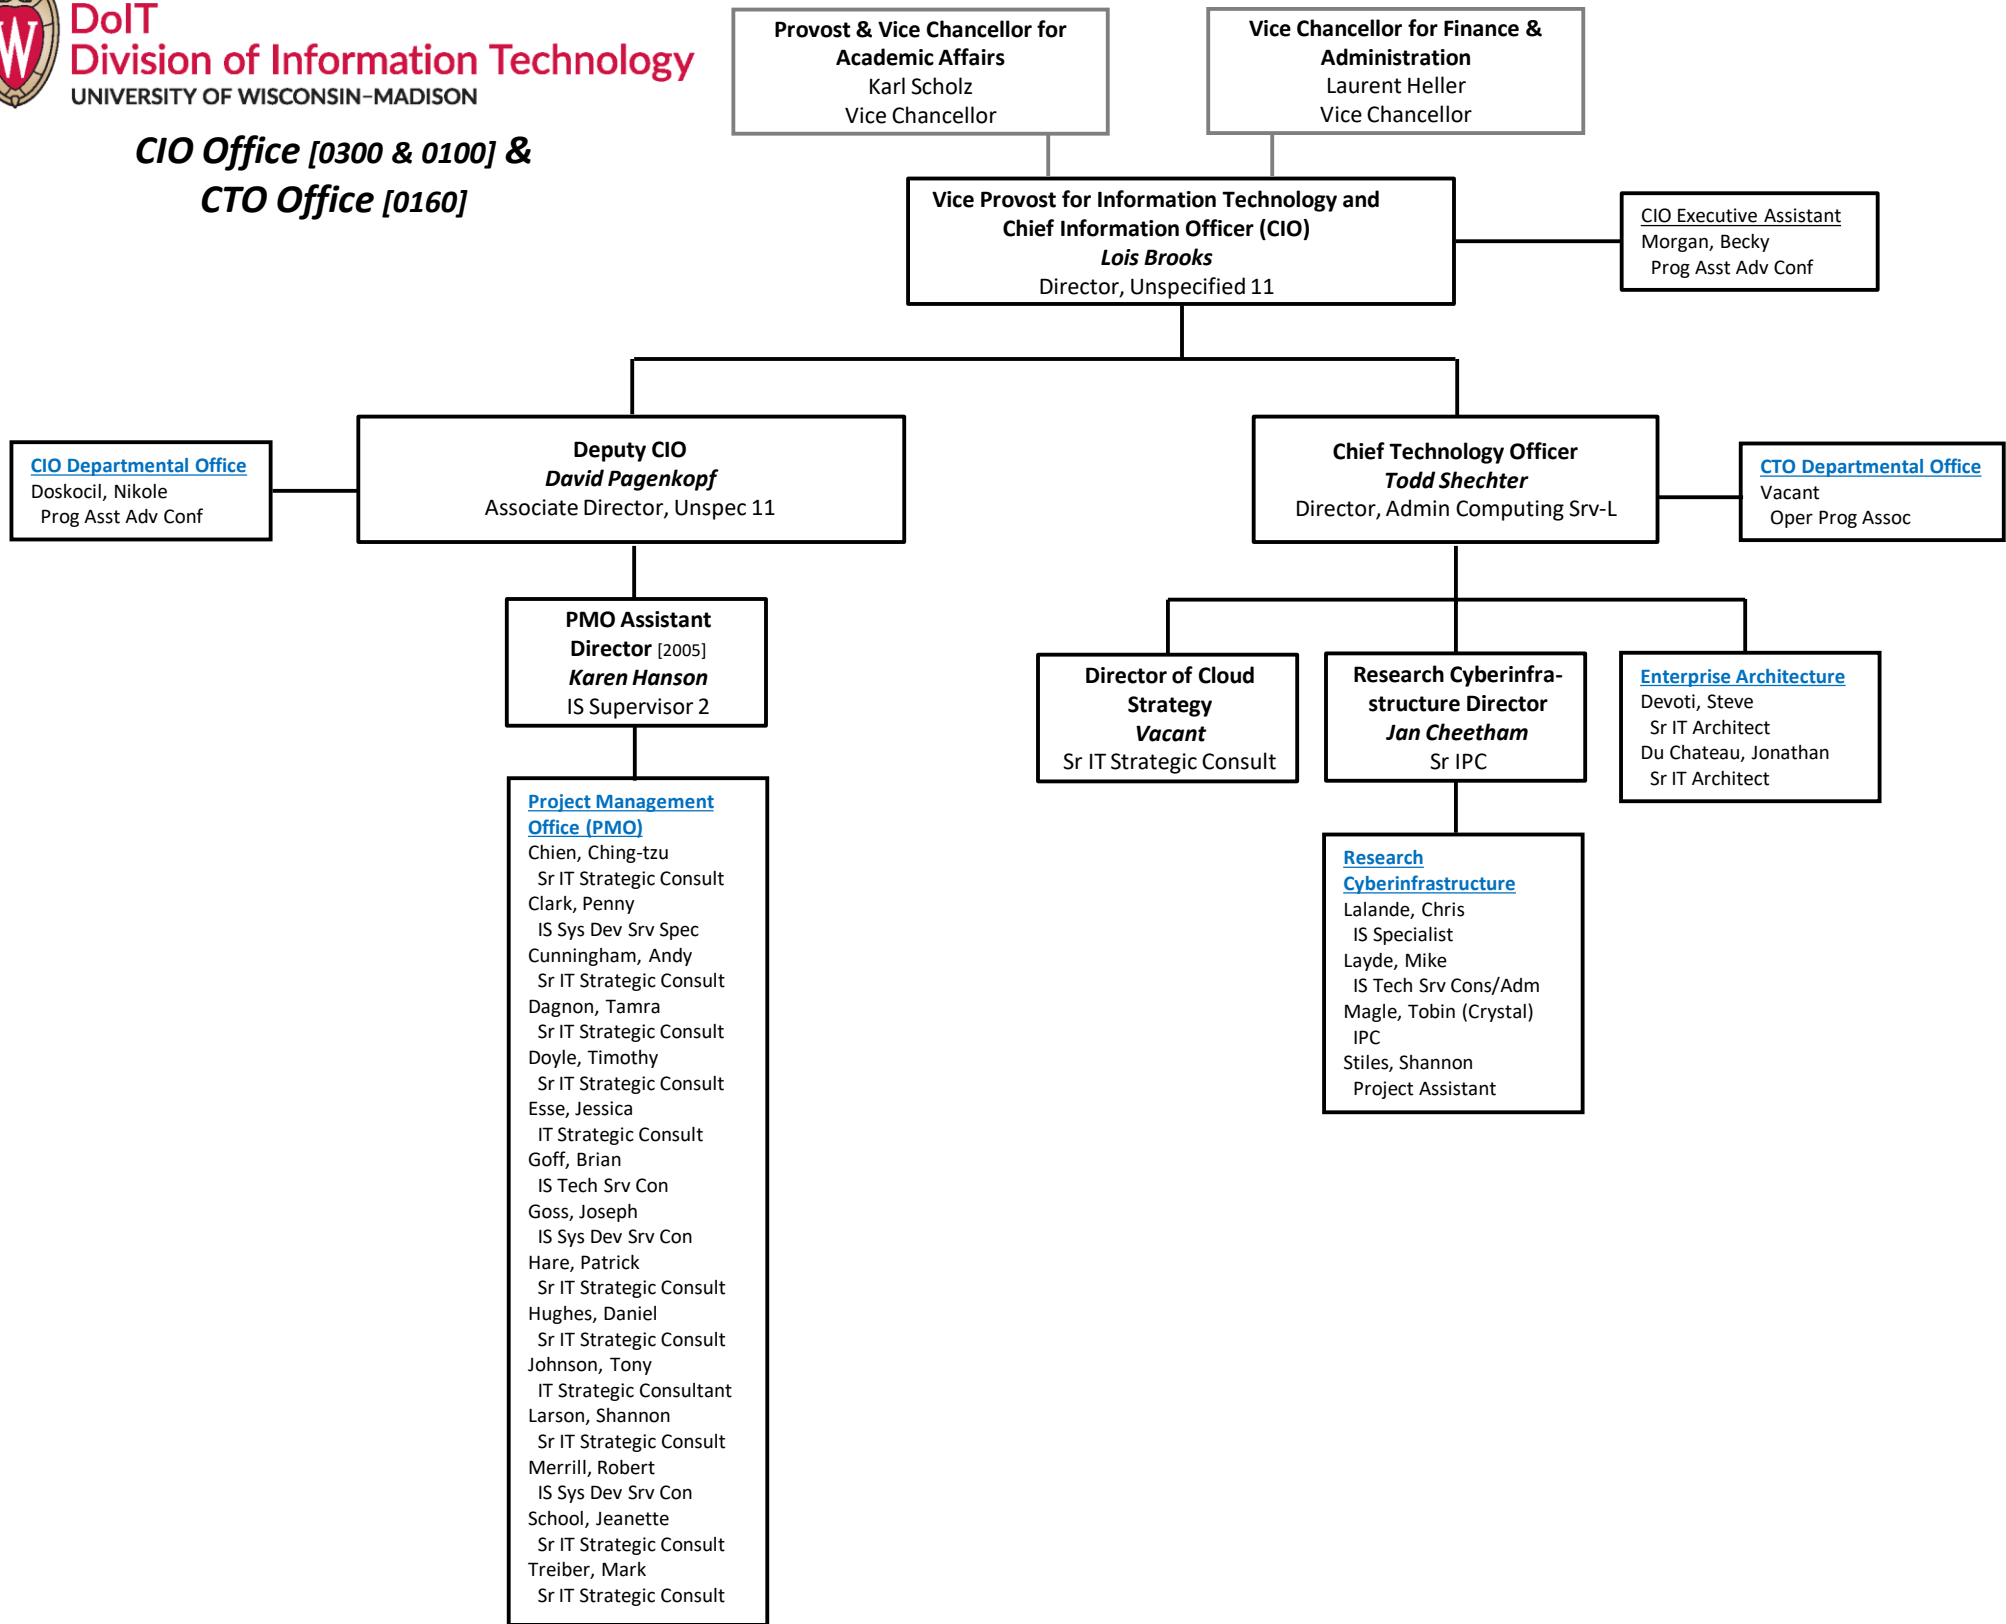 W
DoIT
Division of Information Technology
UNIVERSITY OF WISCONSIN–MADISON
CIO Office [0300 & 0100] &
CTO Office [0160]
Provost & Vice Chancellor for
Academic Affairs
Karl Scholz
Vice Chancellor
Vice Chancellor for Finance &
Administration
Laurent Heller
Vice Chancellor
Vice Provost for Information Technology and
Chief Information Officer (CIO)
Lois Brooks
Director, Unspecified 11
CIO Executive Assistant
Morgan, Becky
Prog Asst Adv Conf
CIO Departmental Office
Doskocil, Nikole
Prog Asst Adv Conf
Deputy CIO
David Pagenkopf
Associate Director, Unspec 11
Chief Technology Officer
Todd Shechter
Director, Admin Computing Srv-L
CTO Departmental Office
Vacant
Oper Prog Assoc
PMO Assistant
Director [2005]
Karen Hanson
IS Supervisor 2
Director of Cloud
Strategy
Vacant
Sr IT Strategic Consult
Research Cyberinfra-
structure Director
Jan Cheetham
Sr IPC
Enterprise Architecture
Devoti, Steve
Sr IT Architect
Du Chateau, Jonathan
Sr IT Architect
Project Management
Office (PMO)
Chien, Ching-tzu
Sr IT Strategic Consult
Clark, Penny
IS Sys Dev Srv Spec
Cunningham, Andy
Sr IT Strategic Consult
Dagnon, Tamra
Sr IT Strategic Consult
Doyle, Timothy
Sr IT Strategic Consult
Esse, Jessica
IT Strategic Consult
Goff, Brian
IS Tech Srv Con
Goss, Joseph
IS Sys Dev Srv Con
Hare, Patrick
Sr IT Strategic Consult
Hughes, Daniel
Sr IT Strategic Consult
Johnson, Tony
IT Strategic Consultant
Larson, Shannon
Sr IT Strategic Consult
Merrill, Robert
IS Sys Dev Srv Con
School, Jeanette
Sr IT Strategic Consult
Treiber, Mark
Sr IT Strategic Consult
Research
Cyberinfrastructure
Lalande, Chris
IS Specialist
Layde, Mike
IS Tech Srv Cons/Adm
Magle, Tobin (Crystal)
IPC
Stiles, Shannon
Project Assistant